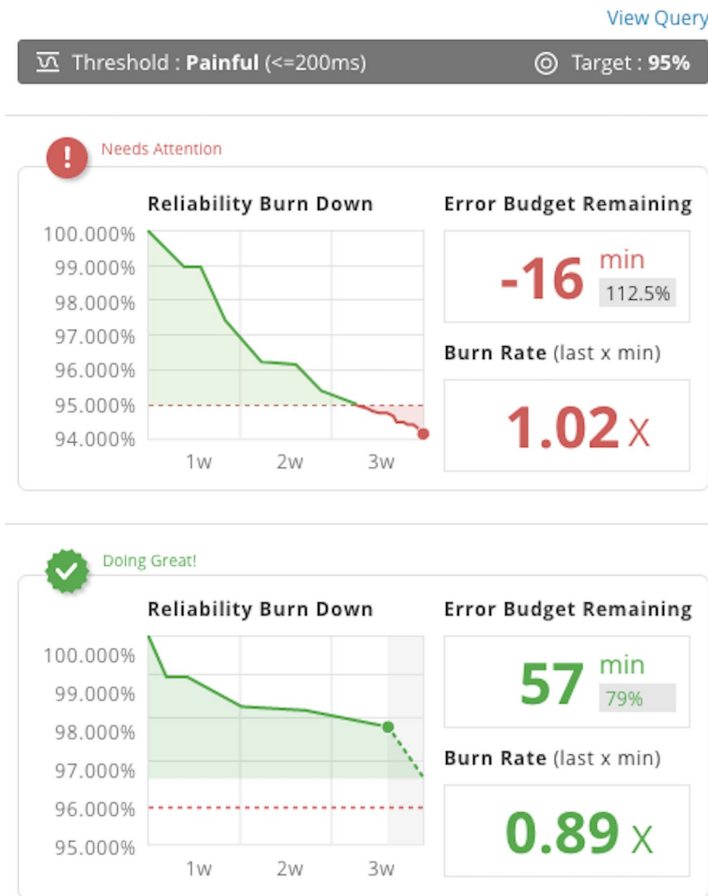 View Query
Threshold : Painful (<=200ms)
Target : 95%
!
Needs Attention
Reliability Burn Down
100.000%
99.000%
98.000%
97.000%
96.000%
95.000%
94.000%
1w 2w 3w
Error Budget Remaining
-16 min
112.5%
Burn Rate (last x min)
1.02 X
Doing Great!
Reliability Burn Down
100.000%
99.000%
98.000%
97.000%
96.000%
95.000%
1w 2w 3w
Error Budget Remaining
57 min
79%
Burn Rate (last x min)
0.89 X